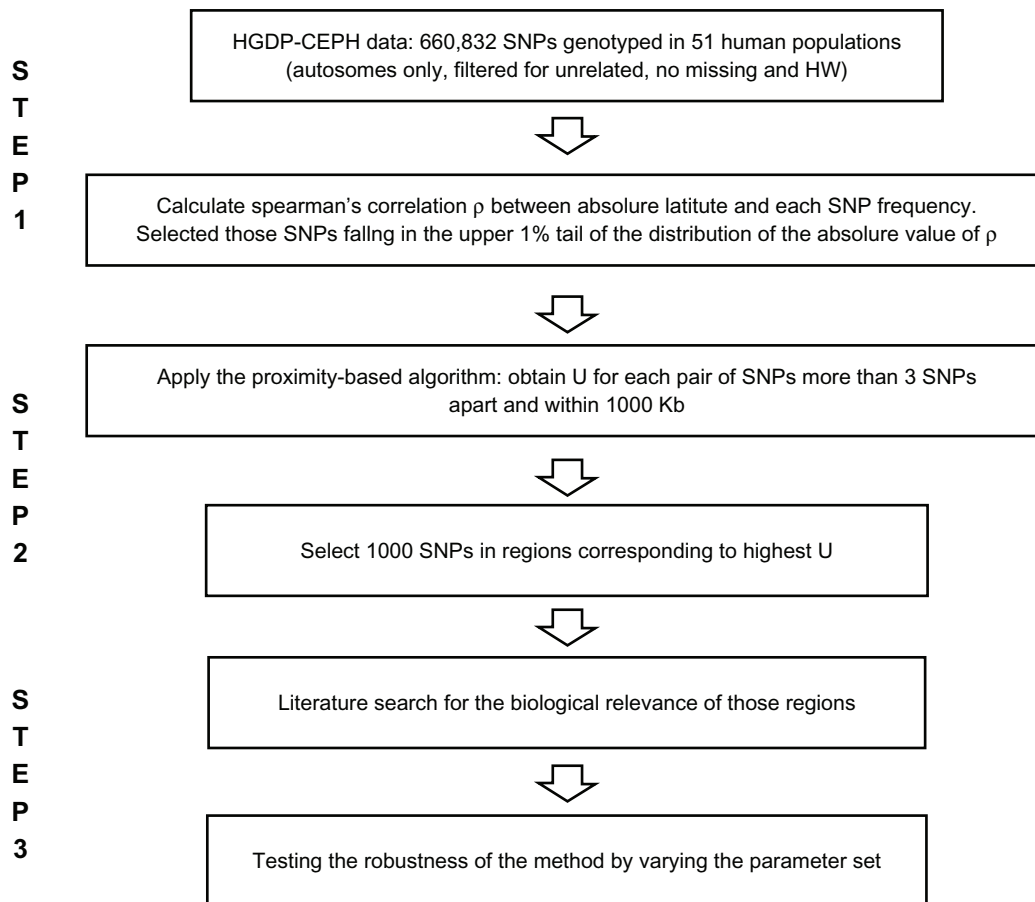 STEP1
HGDP-CEPH data: 660,832 SNPs genotyped in 51 human populations
(autosomes only, filtered for unrelated, no missing and HW)
Calculate spearman's correlation ρ between absolure latitute and each SNP frequency.
Selected those SNPs fallng in the upper 1% tail of the distribution of the absolute value of ρ
STEP2
Apply the proximity-based algorithm: obtain U for each pair of SNPs more than 3 SNPs
apart and within 1000 Kb
Select 1000 SNPs in regions corresponding to highest U
STEP3
Literature search for the biological relevance of those regions
Testing the robustness of the method by varying the parameter set